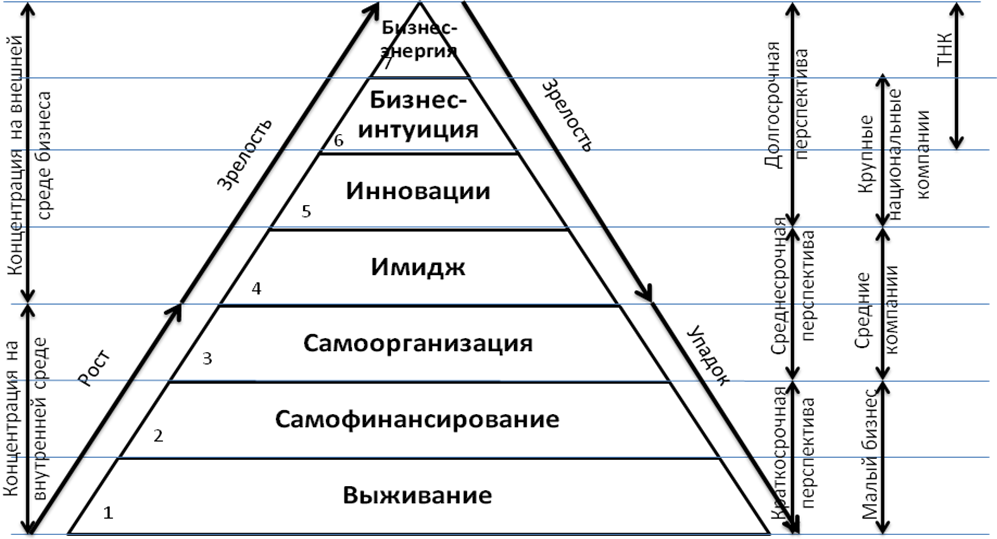 Бизнес-
энергия
7
Бизнес-
интуиция
6
Инновации
5
Имидж
4
Самоорганизация
3
Самофинансирование
2
Выживание
1
Концентрация на внешней
среде бизнеса
Концентрация на
внутренней среде
Зрелость
Рост
Зрелость
Упадок
Долгосрочная
перспектива
Среднесрочная
перспектива
Краткосрочная
перспектива
ТНК
Крупные
национальные
компании
Средние
компании
Малый бизнес